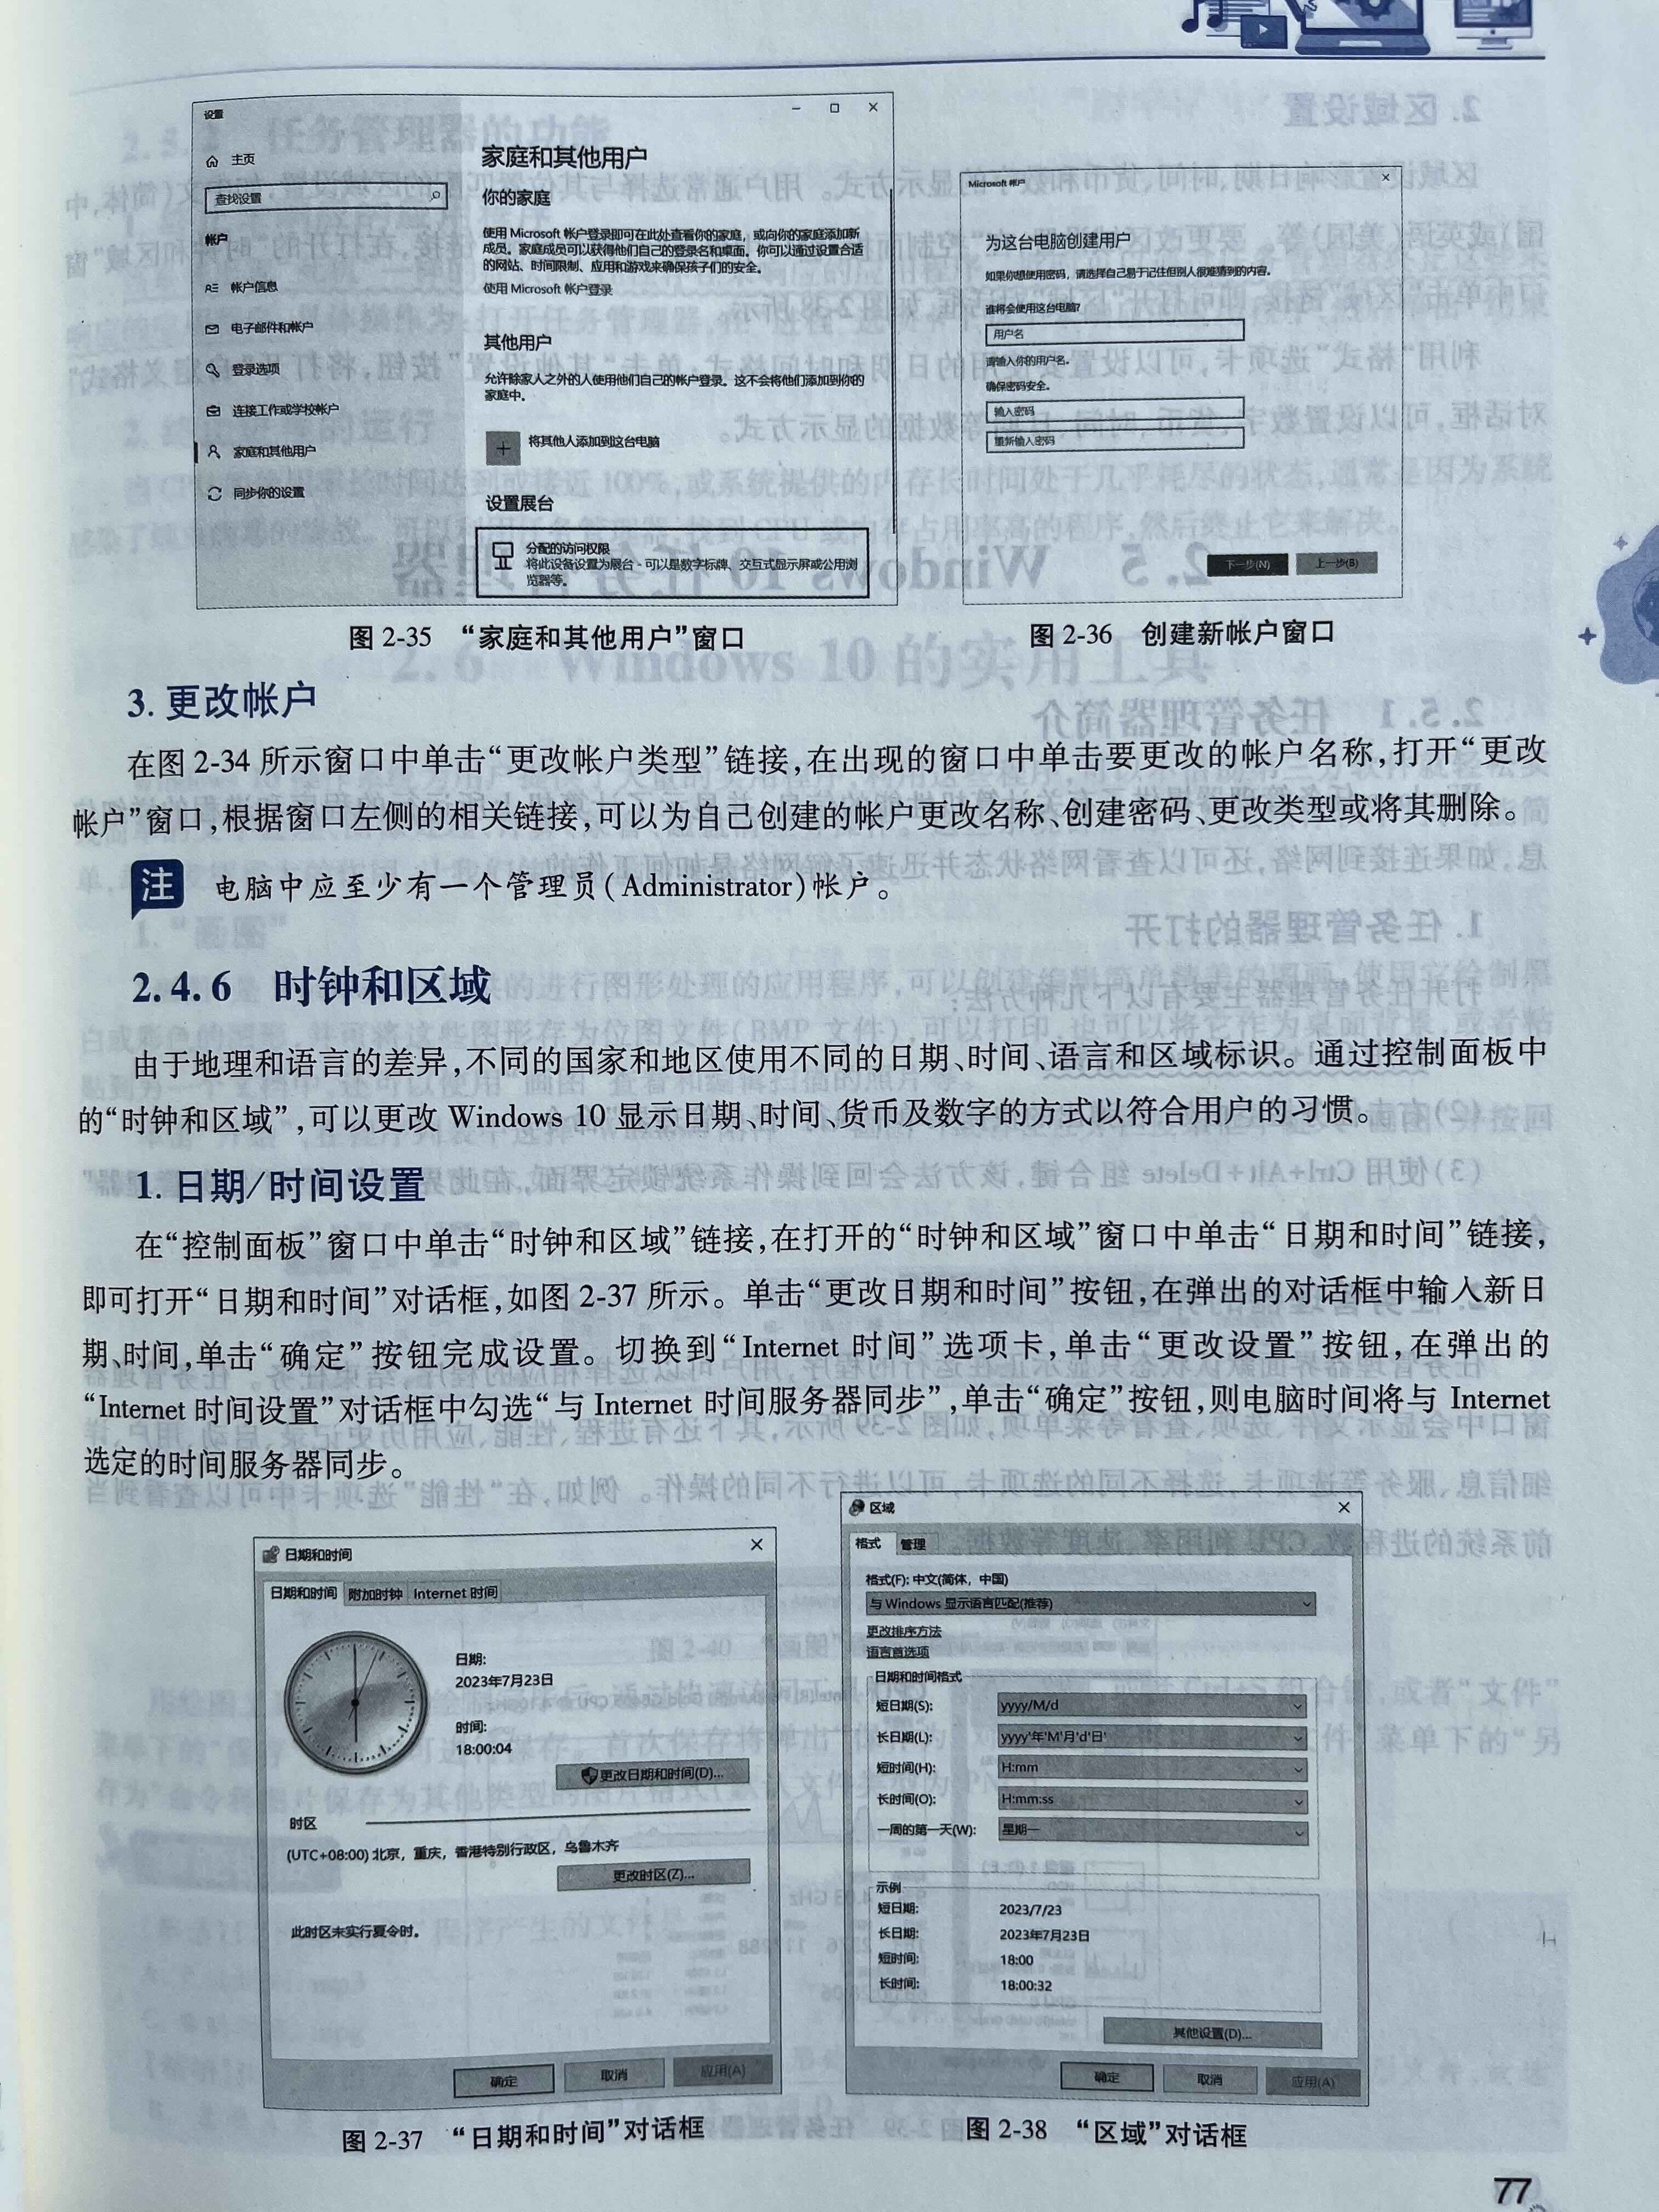 设置
主页
查找设置
帐户
帐户信息
电子邮件和帐户
登录选项
连接工作或学校帐户
家庭和其他用户
同步你的设置
家庭和其他用户
你的家庭
使用 Microsoft 帐户登录即可在此处查看你的家庭，或向你的家庭添加新
成员。家庭成员可以获得他们自己的登录名和桌面。你可以通过设置合适
的网站、时间限制、应用和游戏来确保孩子们的安全。
使用 Microsoft 帐户登录
其他用户
允许除家人之外的人使用他们自己的帐户登录。这不会将他们添加到你的
家庭中。
将其他人添加到这台电脑
设置展台
分配的访问权限
将此设备设置为展台 - 可以是数字标牌、交互式显示屏或公用浏
览器等。
图 2-35 “家庭和其他用户”窗口
Microsoft 帐户
为这台电脑创建用户
如果你想使用密码，请选择自己易于记住但别人很难猜到的内容。
谁将会使用这台电脑?
用户名
请输入你的用户名。
确保密码安全。
输入密码
重新输入密码
下一步(N) 上一步(B)
图 2-36 创建新帐户窗口
3. 更改帐户
在图 2-34 所示窗口中单击“更改帐户类型”链接,在出现的窗口中单击要更改的帐户名称,打开“更改
帐户”窗口,根据窗口左侧的相关链接,可以为自己创建的帐户更改名称、创建密码、更改类型或将其删除。
注 电脑中应至少有一个管理员(Administrator)帐户。
2.4.6 时钟和区域
由于地理和语言的差异,不同的国家和地区使用不同的日期、时间、语言和区域标识。通过控制面板中
的“时钟和区域”,可以更改 Windows 10 显示日期、时间、货币及数字的方式以符合用户的习惯。
1. 日期/时间设置
在“控制面板”窗口中单击“时钟和区域”链接,在打开的“时钟和区域”窗口中单击“日期和时间”链接,
即可打开“日期和时间”对话框,如图 2-37 所示。单击“更改日期和时间”按钮,在弹出的对话框中输入新日
期、时间,单击“确定”按钮完成设置。切换到“Internet 时间”选项卡,单击“更改设置”按钮,在弹出的
“Internet 时间设置”对话框中勾选“与 Internet 时间服务器同步”,单击“确定”按钮,则电脑时间将与 Internet
选定的时间服务器同步。
日期和时间
日期和时间 附加时钟 Internet 时间
日期:
2023年7月23日
时间:
18:00:04
更改日期和时间(D)...
时区
(UTC+08:00) 北京，重庆，香港特别行政区，乌鲁木齐
更改时区(Z)...
此时区未实行夏令时。
确定 取消 应用(A)
图 2-37 “日期和时间”对话框
区域
格式 管理
格式(F): 中文(简体，中国)
与 Windows 显示语言匹配(推荐)
更改排序方法
语言首选项
日期和时间格式
短日期(S): yyyy/M/d
长日期(L): yyyy'年'M'月'd'日'
短时间(H): H:mm
长时间(O): H:mm:ss
一周的第一天(W): 星期一
示例
短日期: 2023/7/23
长日期: 2023年7月23日
短时间: 18:00
长时间: 18:00:32
其他设置(D)...
确定 取消 应用(A)
图 2-38 “区域”对话框
77